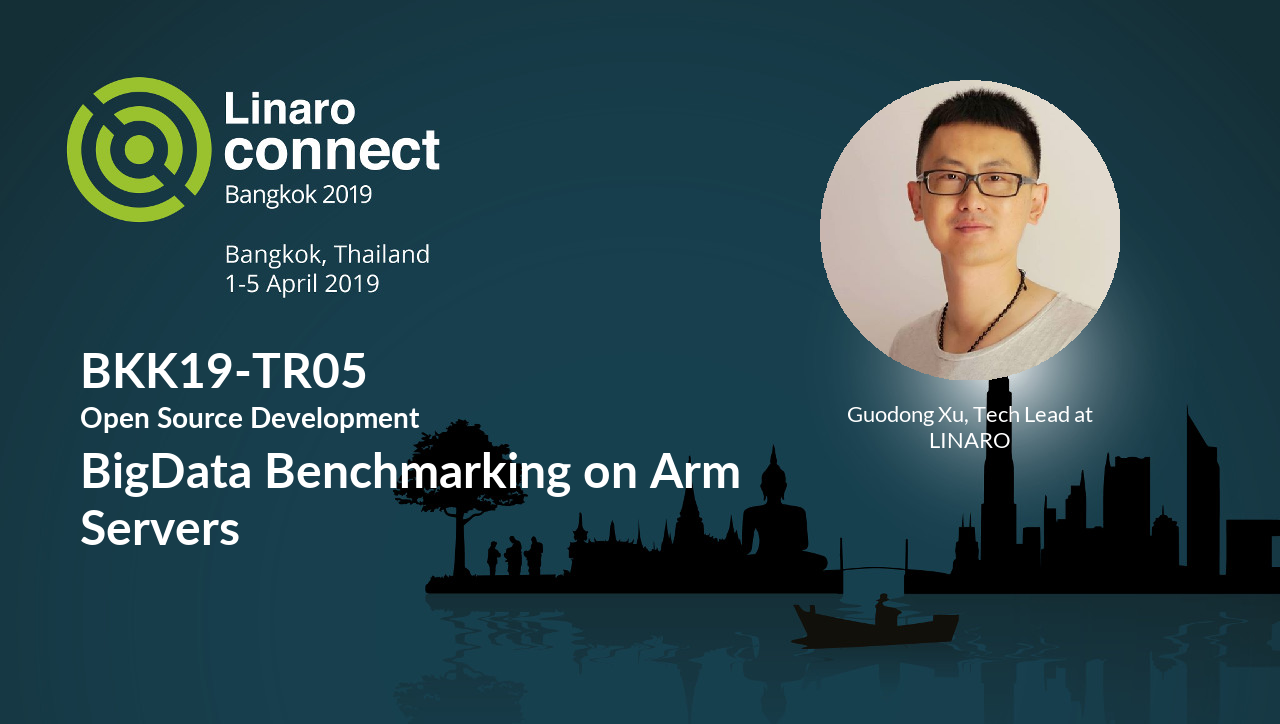 Linaro
connect
Bangkok 2019
Bangkok, Thailand
1-5 April 2019
BKK19-TR05
Open Source Development
BigData Benchmarking on Arm
Servers
Guodong Xu, Tech Lead at
LINARO